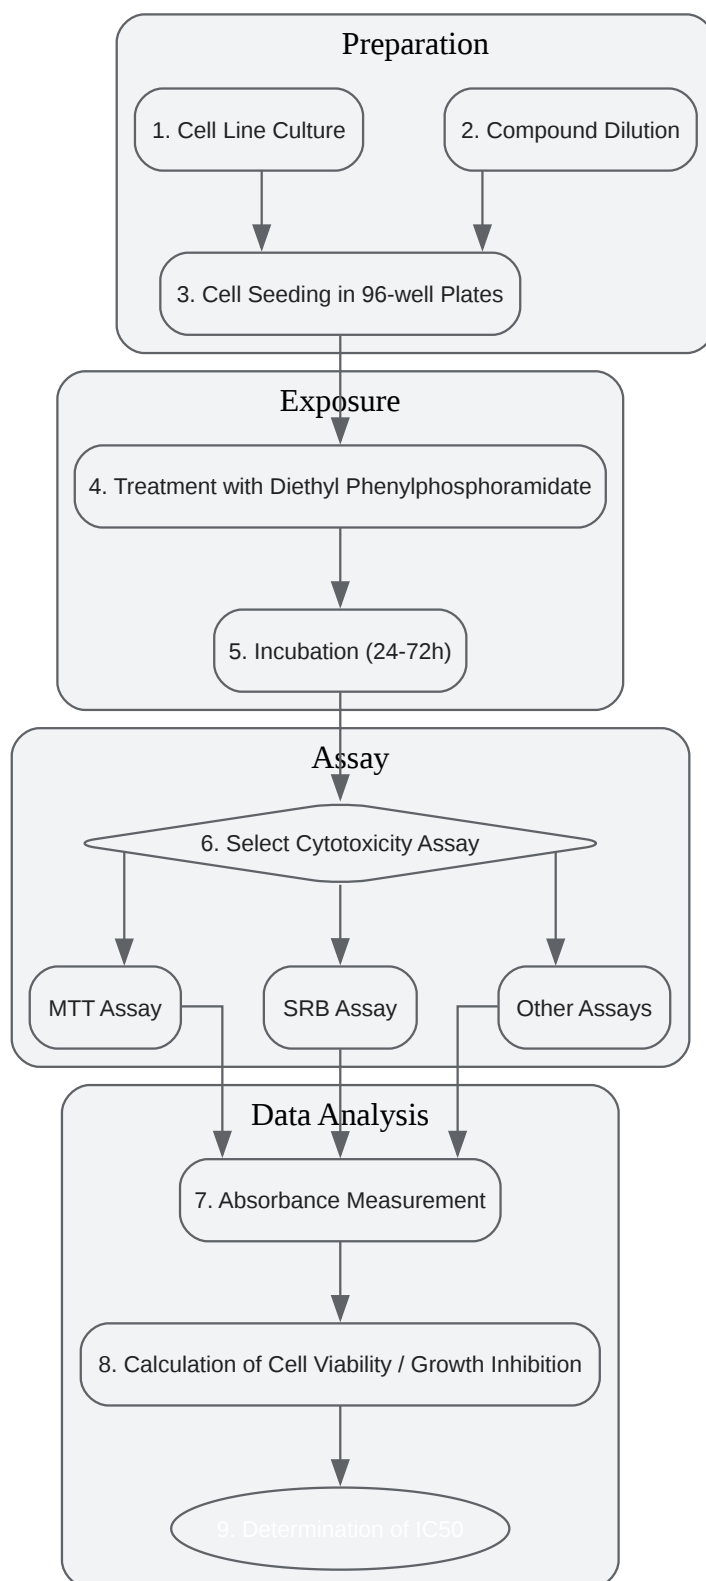 Preparation
1. Cell Line Culture
2. Compound Dilution
3. Cell Seeding in 96-well Plates
Exposure
4. Treatment with Diethyl Phenylphosphoramidate
5. Incubation (24-72h)
Assay
6. Select Cytotoxicity Assay
MTT Assay
SRB Assay
Other Assays
Data Analysis
7. Absorbance Measurement
8. Calculation of Cell Viability / Growth Inhibition
9. Determination of IC50